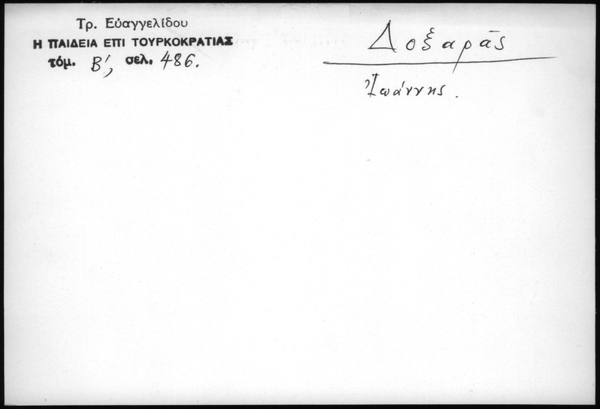 Τρ. Εὐαγγελίδου
Η ΠΑΙΔΕΙΑ ΕΠΙ ΤΟΥΡΚΟΚΡΑΤΙΑΣ
τόμ. Β', σελ. 486.
Δοξαρᾶς
Ἰωάννης.